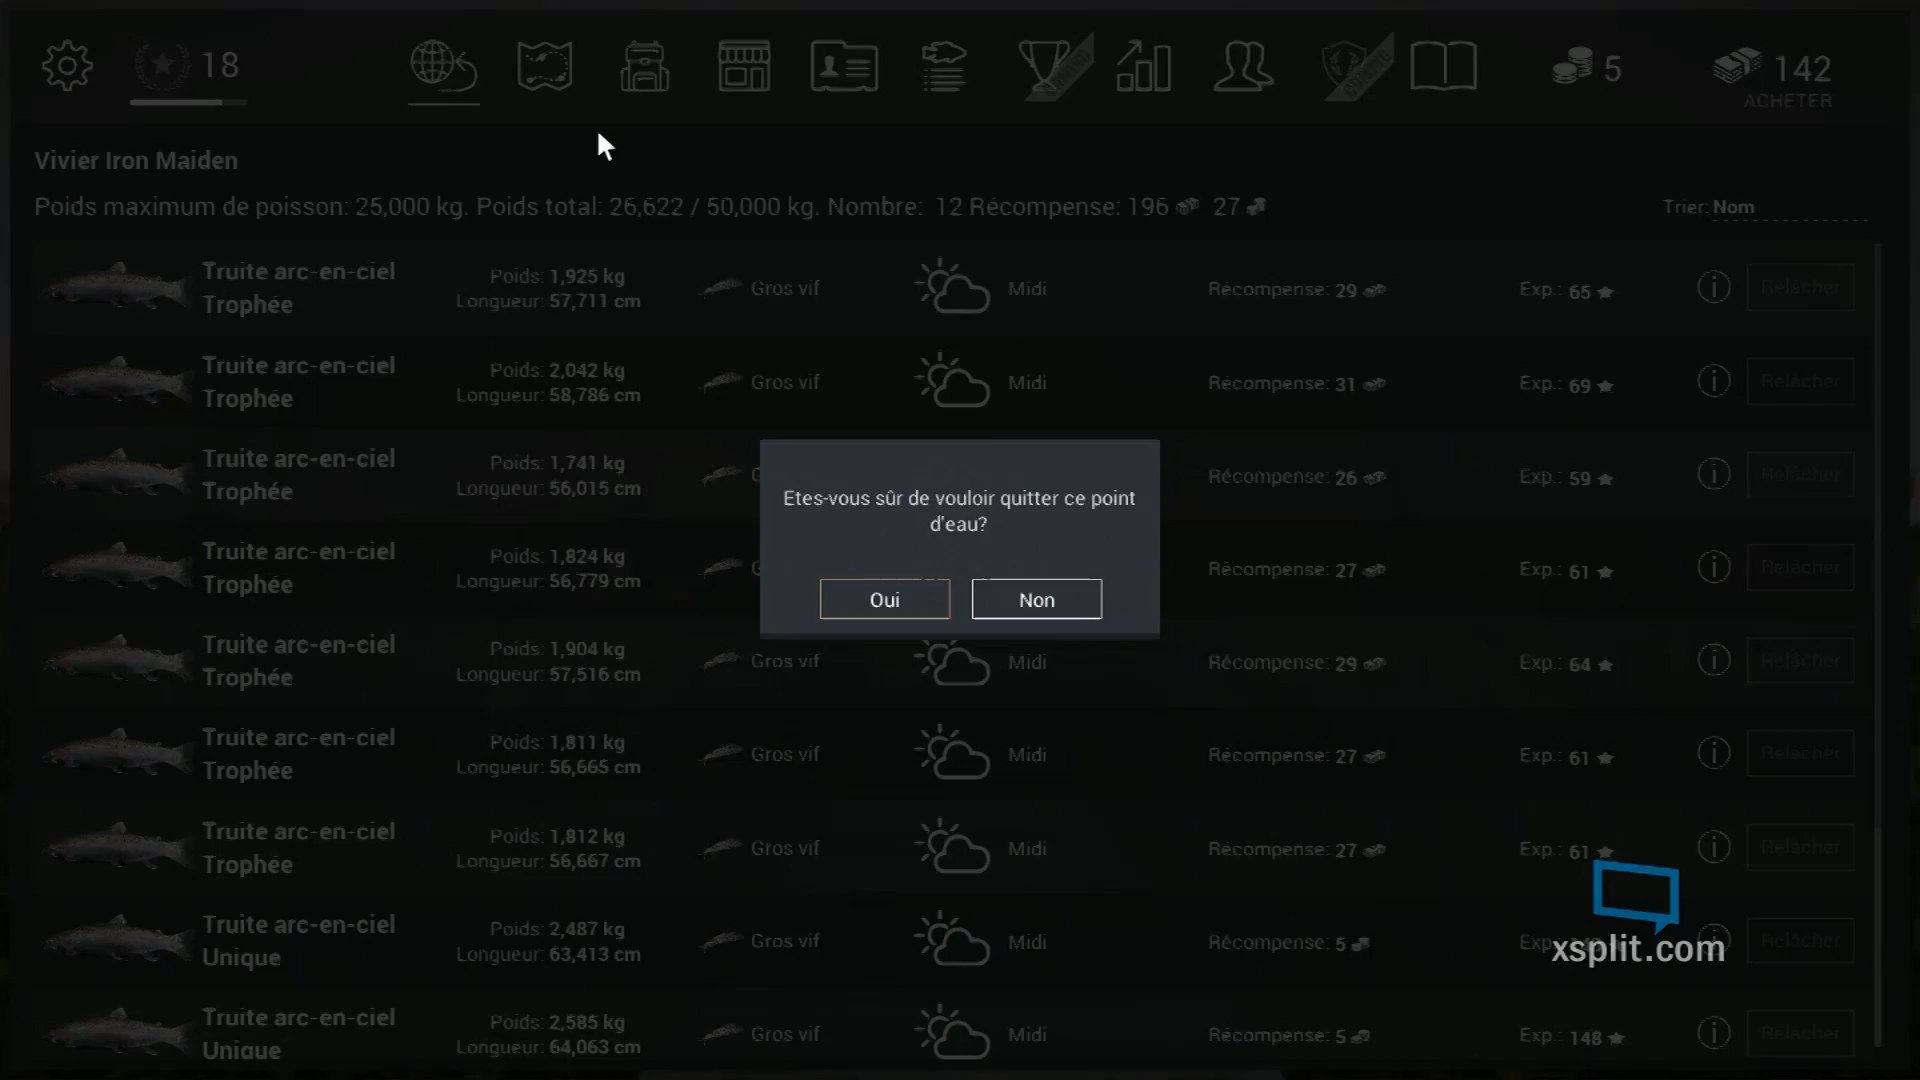 18
5
142
ACHETER
Vivier Iron Maiden
Poids maximum de poisson: 25,000 kg. Poids total: 26,622 / 50,000 kg. Nombre: 12 Récompense: 196 27
Trier: Nom
Truite arc-en-ciel
Trophée
Poids: 1,925 kg
Longueur: 57,711 cm
Gros vif
Midi
Récompense: 29
Exp.: 65
Relâcher
Truite arc-en-ciel
Trophée
Poids: 2,042 kg
Longueur: 58,786 cm
Gros vif
Midi
Récompense: 31
Exp.: 69
Relâcher
Truite arc-en-ciel
Trophée
Poids: 1,741 kg
Longueur: 56,015 cm
Récompense: 26
Exp.: 59
Relâcher
Etes-vous sûr de vouloir quitter ce point
d'eau?
Oui
Non
Truite arc-en-ciel
Trophée
Poids: 1,824 kg
Longueur: 56,779 cm
Récompense: 27
Exp.: 61
Relâcher
Truite arc-en-ciel
Trophée
Poids: 1,904 kg
Longueur: 57,516 cm
Gros vif
Midi
Récompense: 29
Exp.: 64
Relâcher
Truite arc-en-ciel
Trophée
Poids: 1,811 kg
Longueur: 56,665 cm
Gros vif
Midi
Récompense: 27
Exp.: 61
Relâcher
Truite arc-en-ciel
Trophée
Poids: 1,812 kg
Longueur: 56,667 cm
Gros vif
Midi
Récompense: 27
Exp.: 61
Relâcher
Truite arc-en-ciel
Unique
Poids: 2,487 kg
Longueur: 63,413 cm
Gros vif
Midi
Récompense: 5
Relâcher
xsplit.com
Truite arc-en-ciel
Unique
Poids: 2,585 kg
Longueur: 64,063 cm
Gros vif
Midi
Récompense: 5
Exp.: 148
Relâcher